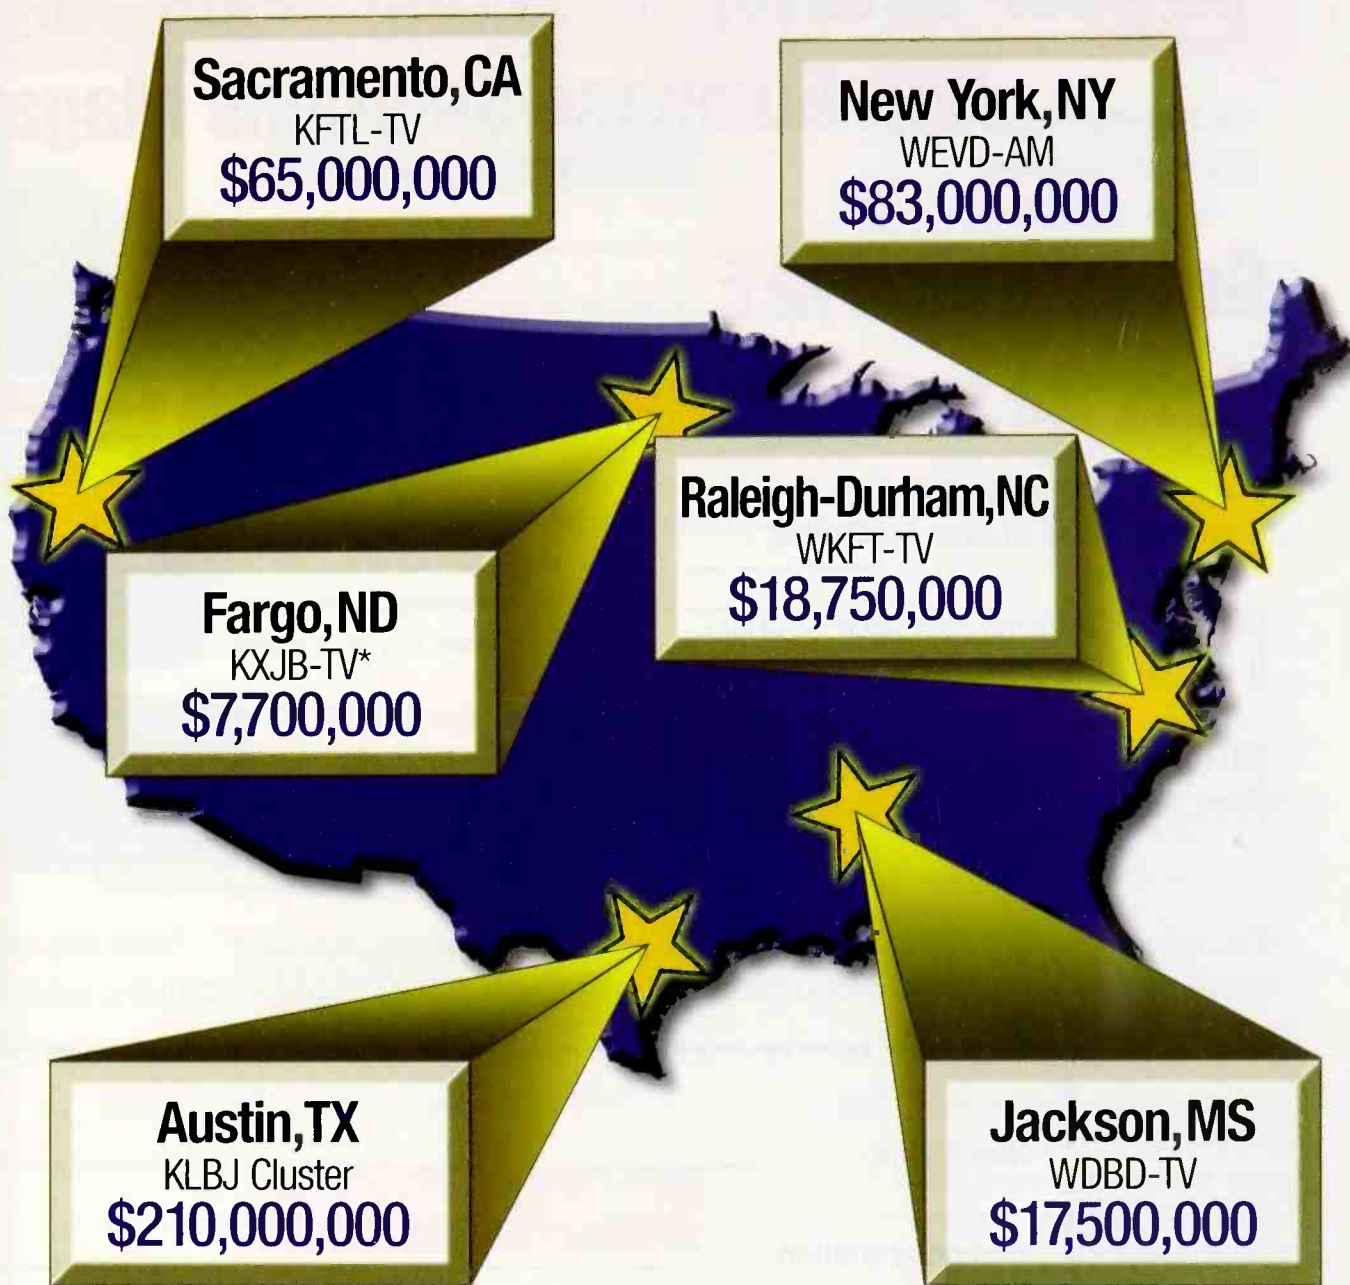 Sacramento, CA
KFTL-TV
$65,000,000
New York, NY
WEVD-AM
$83,000,000
Raleigh-Durham, NC
WKFT-TV
$18,750,000
Fargo, ND
KXJB-TV*
$7,700,000
Austin, TX
KLBJ Cluster
$210,000,000
Jackson, MS
WDBD-TV
$17,500,000